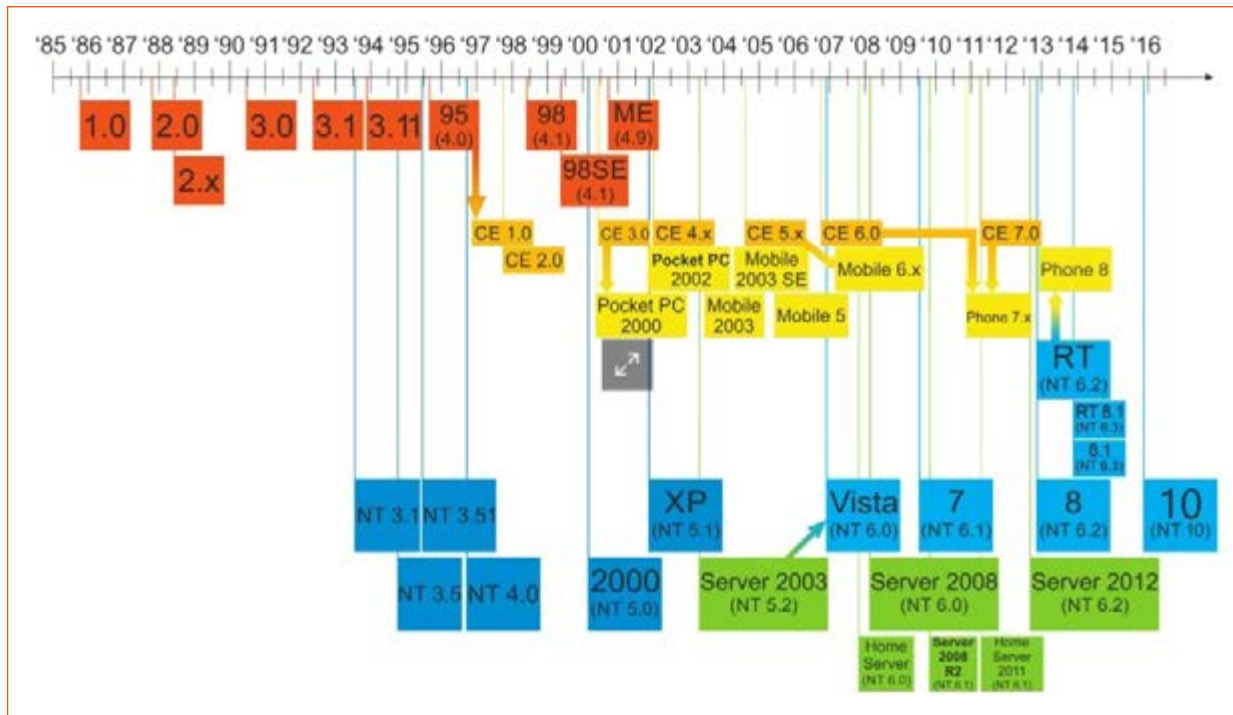 ‘85 ‘86 ‘87 ‘88 ‘89 ‘90 ‘91 ‘92 ‘93 ‘94 ‘95 ‘96 ‘97 ‘98 ‘99 ‘00 ‘01 ‘02 ‘03 ‘04 ‘05 ‘06 ‘07 ‘08 ‘09 ‘10 ‘11 ‘12 ‘13 ‘14 ‘15 ‘16
1.0
2.0
3.0
3.1
3.11
95
(4.0)
98
(4.1)
ME
(4.9)
2.x
98SE
(4.1)
CE 1.0
CE 2.0
CE 3.0
CE 4.x
CE 5.x
CE 6.0
CE 7.0
Pocket PC
2002
Mobile
2003 SE
Mobile 6.x
Phone 8
Pocket PC
2000
Mobile
2003
Mobile 5
Phone 7.x
RT
(NT 6.2)
RT 8.1
(NT 6.3)
8.1
(NT 6.3)
NT 3.1
NT 3.51
XP
(NT 5.1)
Vista
(NT 6.0)
7
(NT 6.1)
8
(NT 6.2)
10
(NT 10)
NT 3.5
NT 4.0
2000
(NT 5.0)
Server 2003
(NT 5.2)
Server 2008
(NT 6.0)
Server 2012
(NT 6.2)
Home
Server
(NT 6.0)
Server
2008
R2
(NT 6.1)
Home
Server
2011
(NT 6.1)